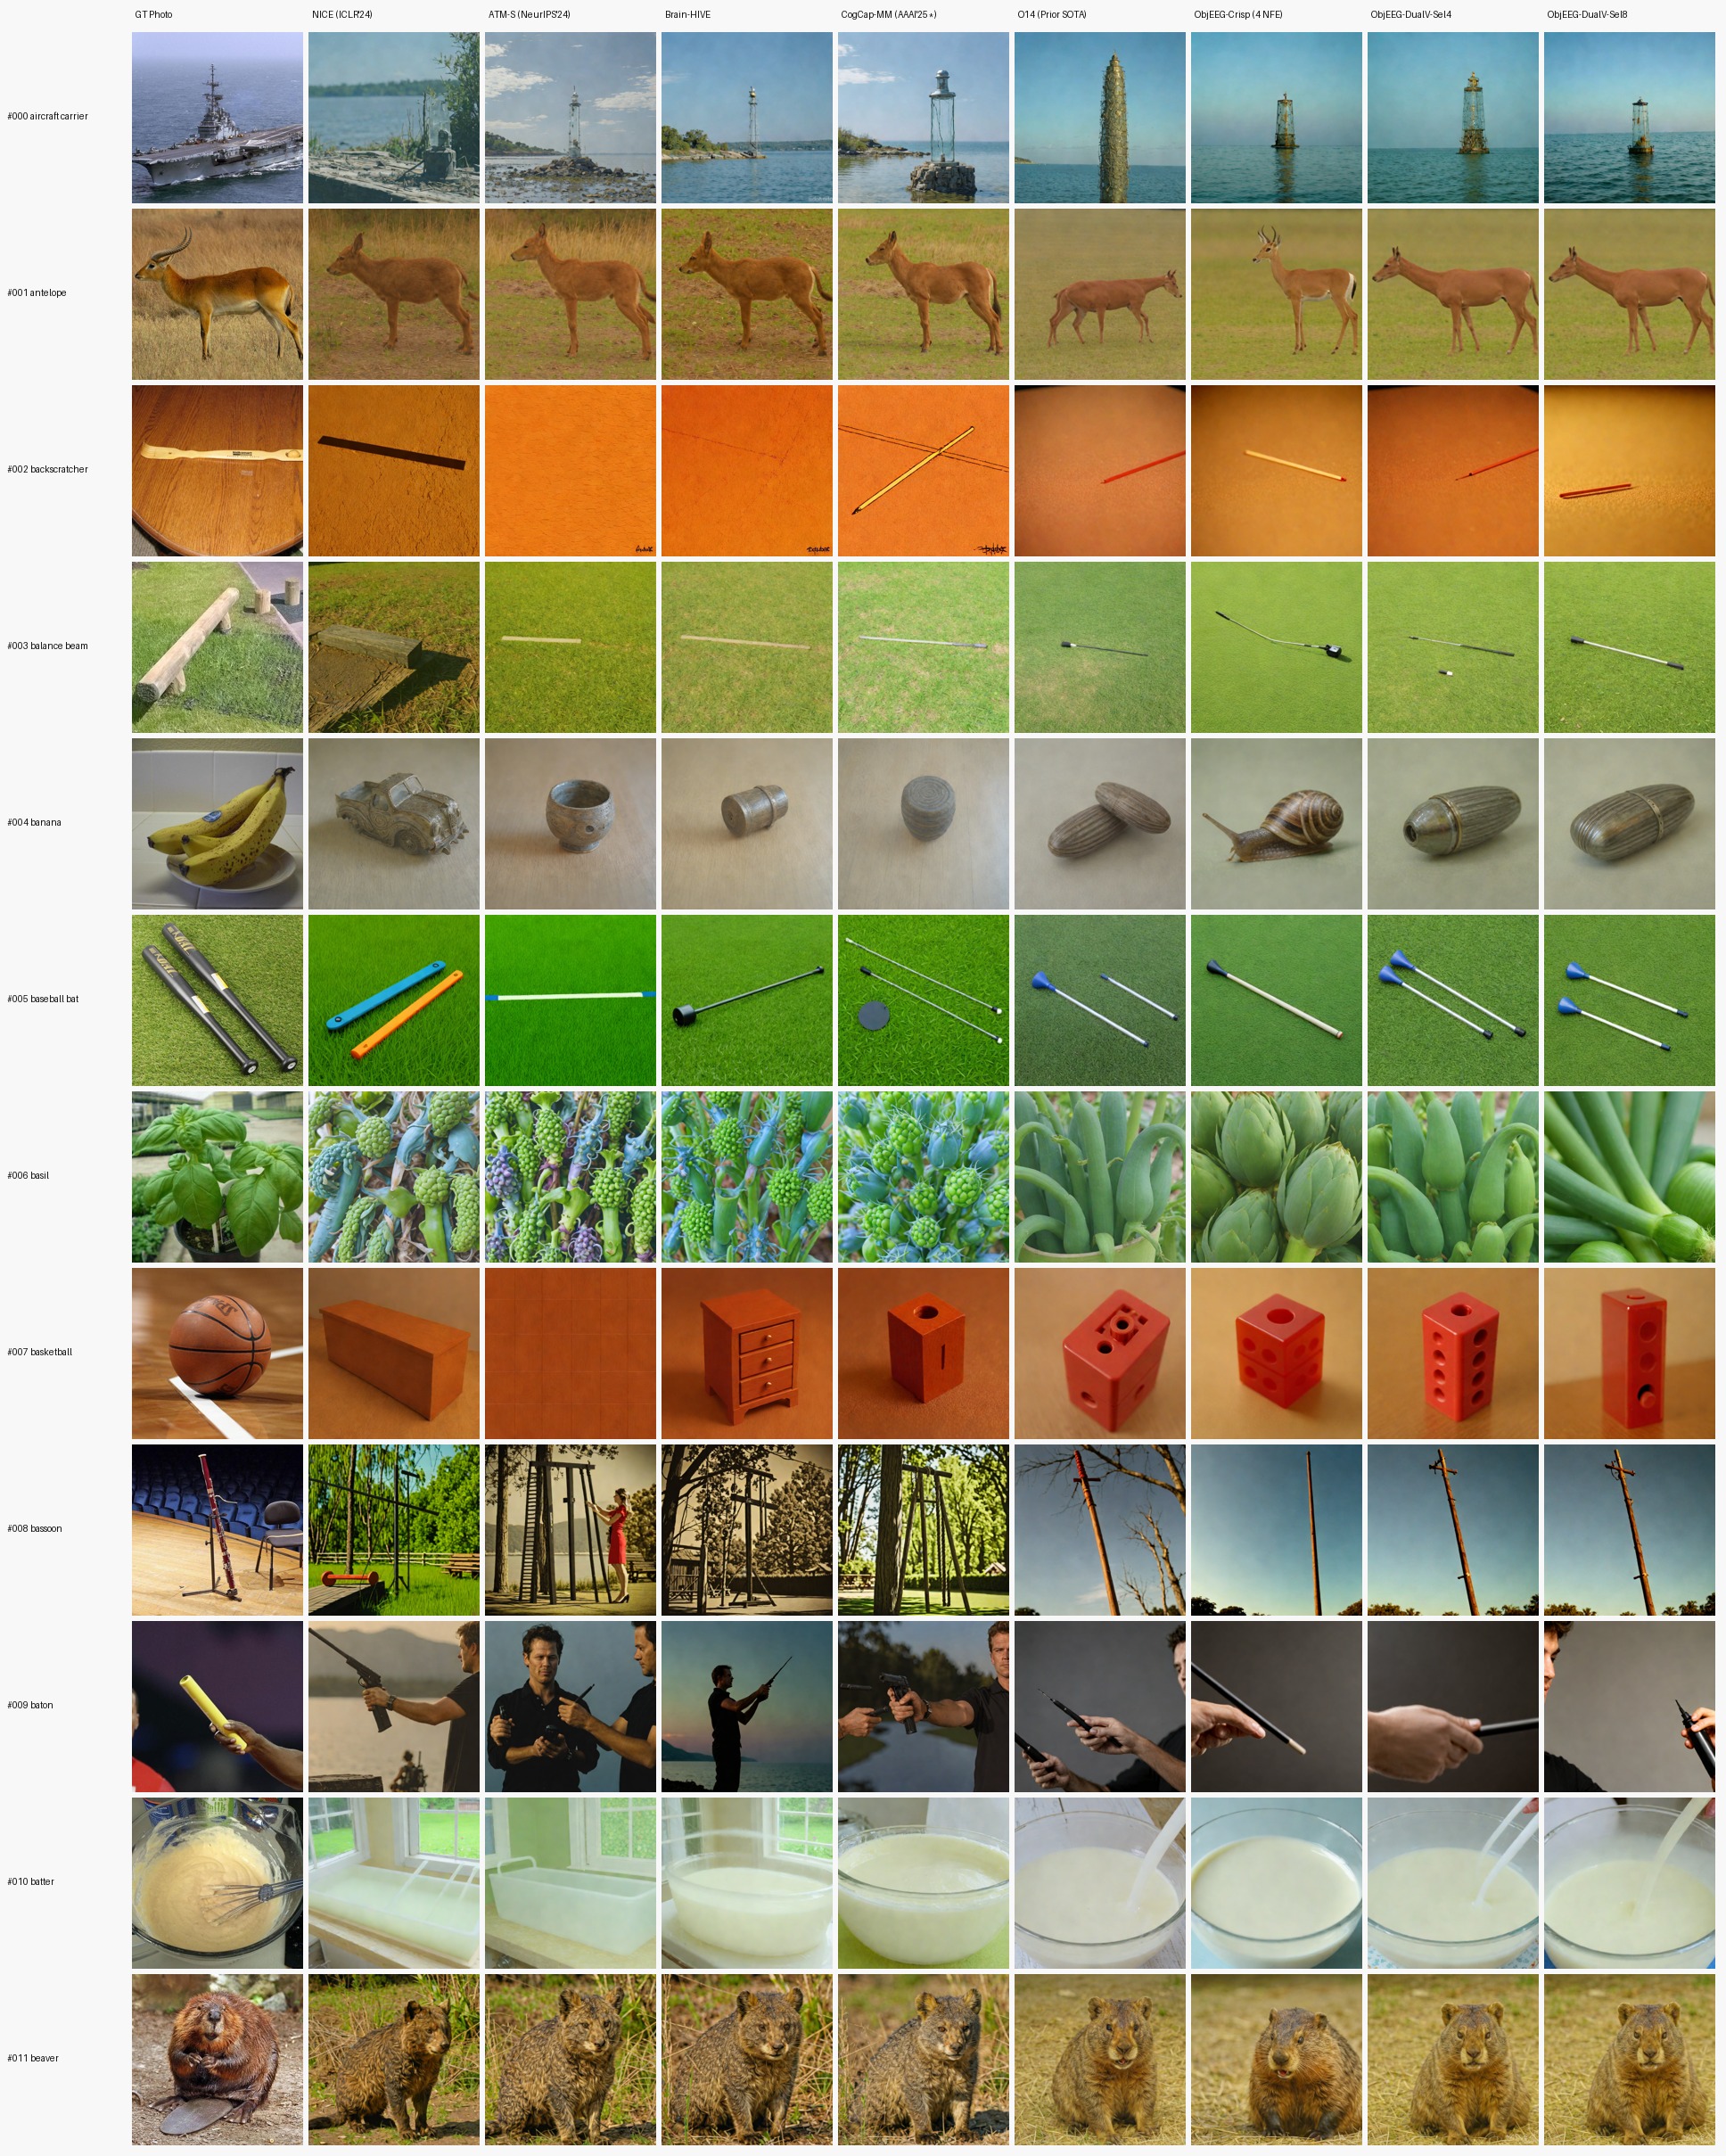 GT Photo
NICE (ICLR'24)
ATM-S (NeurIPS'24)
Brain-HIVE
CogCap-MM (AAAI'25 ⋆)
O14 (Prior SOTA)
ObjEEG-Crisp (4 NFE)
ObjEEG-DualV-Sel4
ObjEEG-DualV-Sel8
#000 aircraft carrier
#001 antelope
#002 backscratcher
#003 balance beam
#004 banana
#005 baseball bat
#006 basil
#007 basketball
#008 bassoon
#009 baton
#010 batter
#011 beaver